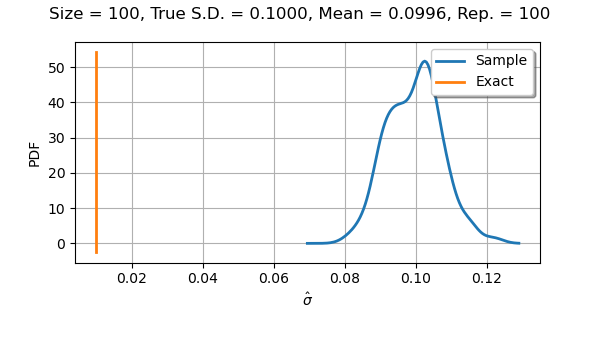 Size = 100, True S.D. = 0.1000, Mean = 0.0996, Rep. = 100
Sample
Exact
PDF
50
40
30
20
10
0
0.02 0.04 0.06 0.08 0.10 0.12
σ̂